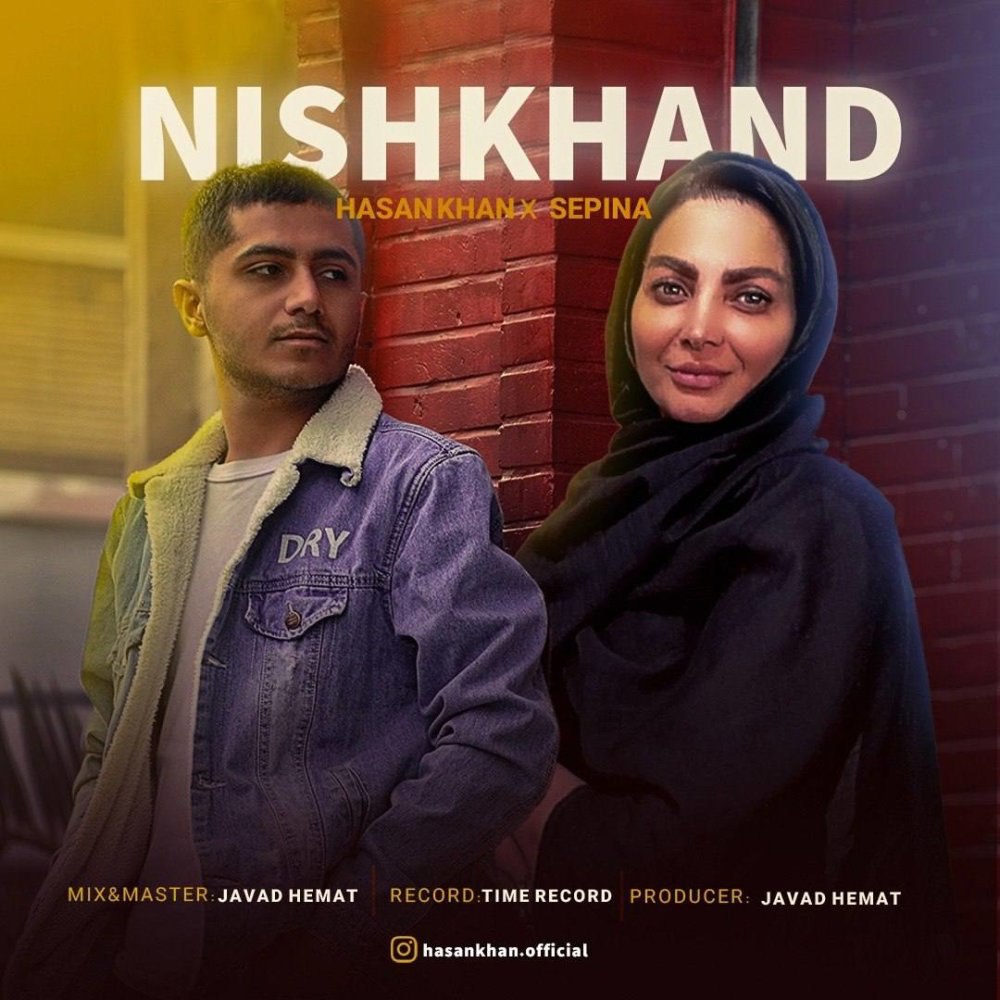 NISHKHAND
HASANKHAN X SEPINA
DRY
MIX&MASTER: JAVAD HEMAT RECORD: TIME RECORD PRODUCER: JAVAD HEMAT
hasankhan.official